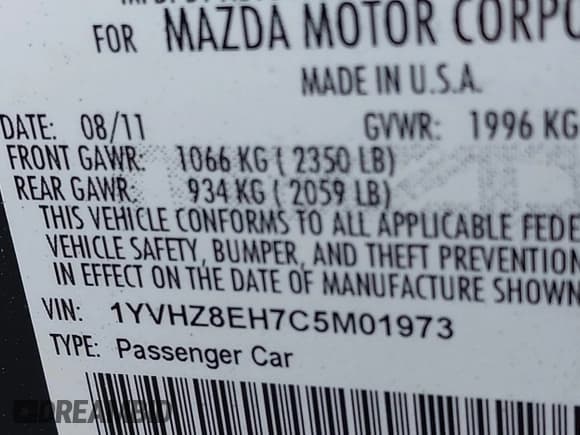 FOR MAZDA MOTOR CORPO
MADE IN U.S.A.
DATE: 08/11 GVWR: 1996 KG
FRONT GAWR: 1066 KG ( 2350 LB)
REAR GAWR: 934 KG ( 2059 LB)
THIS VEHICLE CONFORMS TO ALL APPLICABLE FEDE
VEHICLE SAFETY, BUMPER, AND THEFT PREVENTION
IN EFFECT ON THE DATE OF MANUFACTURE SHOWN
VIN: 1YVHZ8EH7C5M01973
TYPE: Passenger Car
DREAMBID